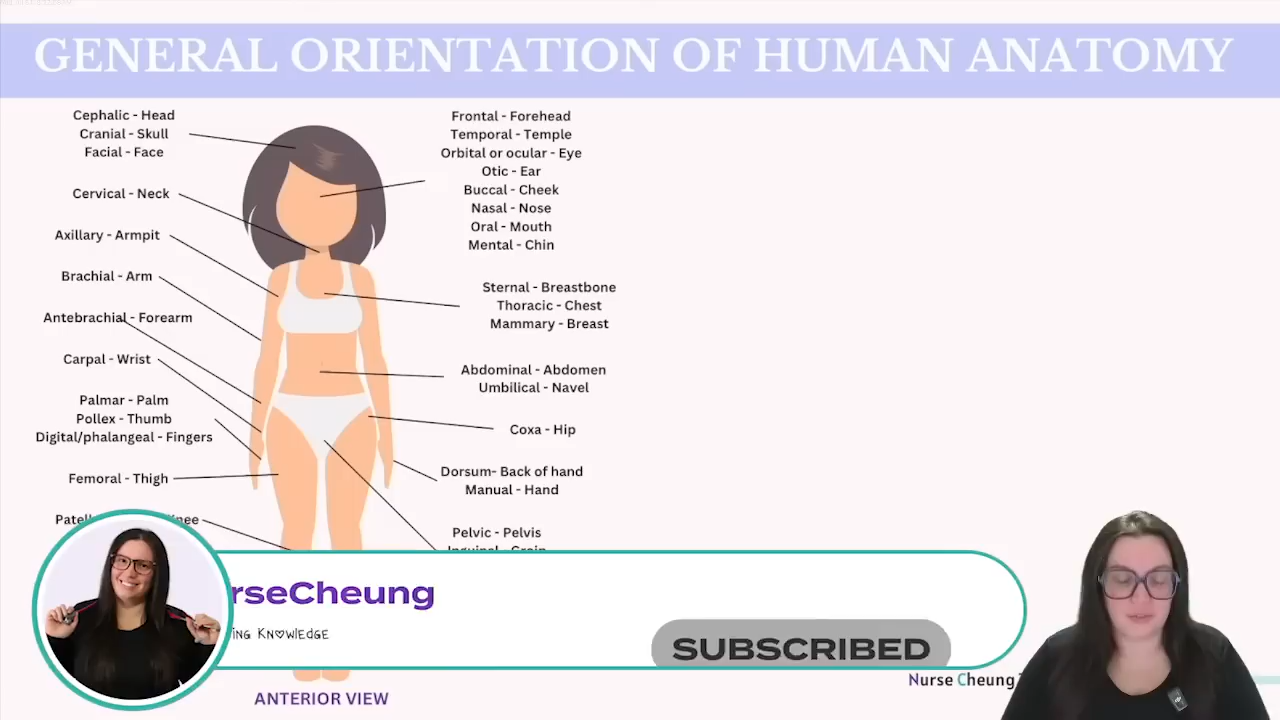 GENERAL ORIENTATION OF HUMAN ANATOMY
Cephalic - Head
Cranial - Skull
Facial - Face
Cervical - Neck
Axillary - Armpit
Brachial - Arm
Antebrachial - Forearm
Carpal - Wrist
Palmar - Palm
Pollex - Thumb
Digital/phalangeal - Fingers
Femoral - Thigh
Frontal - Forehead
Temporal - Temple
Orbital or ocular - Eye
Otic - Ear
Buccal - Cheek
Nasal - Nose
Oral - Mouth
Mental - Chin
Sternal - Breastbone
Thoracic - Chest
Mammary - Breast
Abdominal - Abdomen
Umbilical - Navel
Coxa - Hip
Dorsum- Back of hand
Manual - Hand
Pelvic - Pelvis
rseCheung
Knowledge
SUBSCRIBED
Nurse Cheung
ANTERIOR VIEW